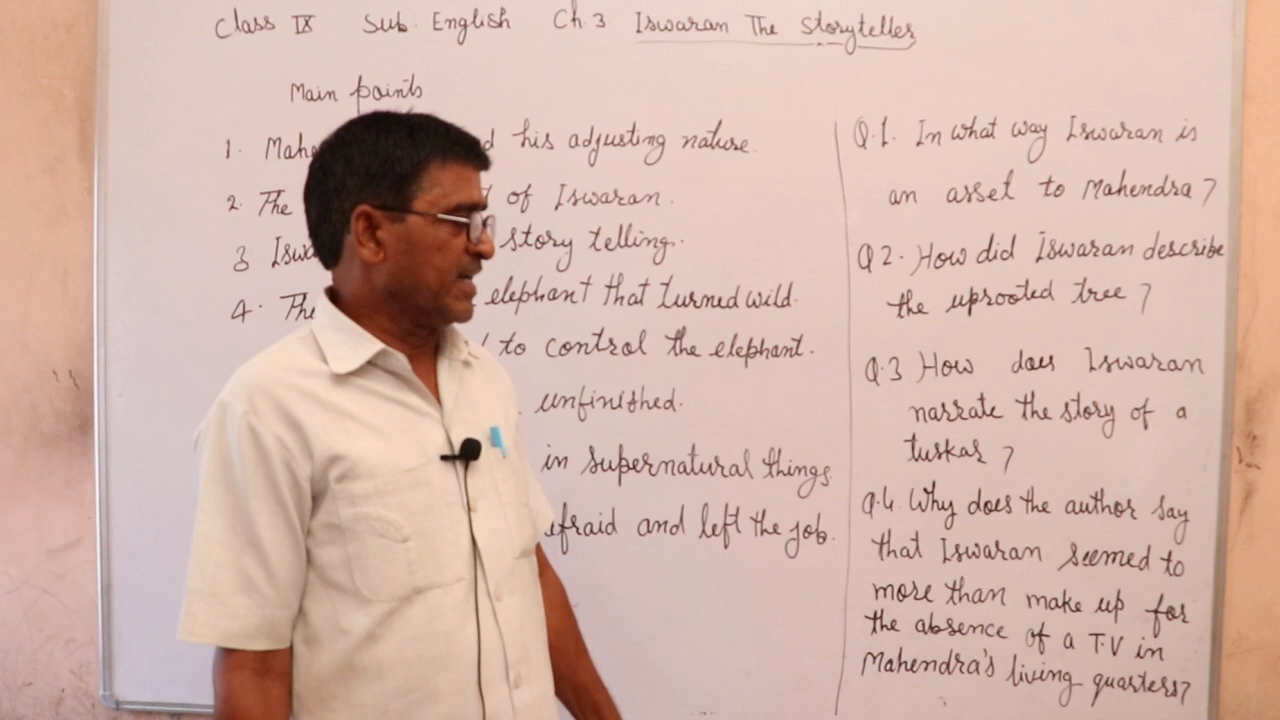 Class IX Sub. English Ch 3 Iswaran The Storyteller
Main points
1. his adjusting nature.
2. The of Iswaran.
3 story telling.
4. The elephant that turned wild.
to control the elephant.
unfinished.
in supernatural things.
and left the job.
Q.1. In what way Iswaran is
an asset to Mahendra?
Q 2. How did Iswaran describe
the uprooted tree?
Q.3 How does Iswaran
narrate the story of a
tuskar?
Q.4. Why does the author say
that Iswaran seemed to
more than make up for
the absence of a T.V in
Mahendra's living quarters?